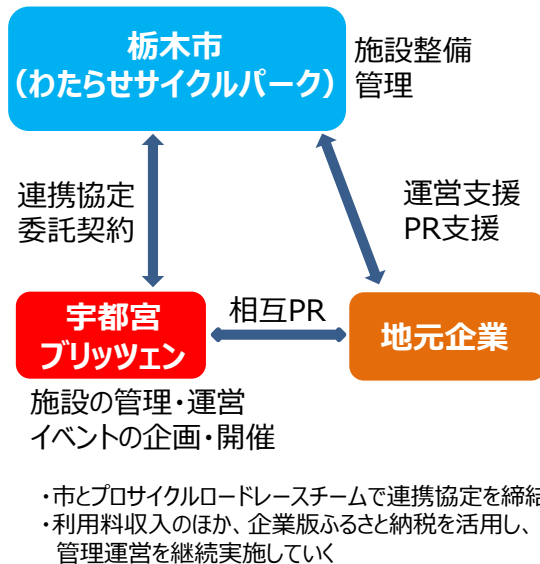 栃木市
（わたらせサイクルパーク）
施設整備
管理
連携協定
委託契約
運営支援
PR支援
宇都宮
ブリッツェン
相互PR
地元企業
施設の管理・運営
イベントの企画・開催
・市とプロサイクルロードレースチームで連携協定を締結
・利用料収入のほか、企業版ふるさと納税を活用し、
管理運営を継続実施していく